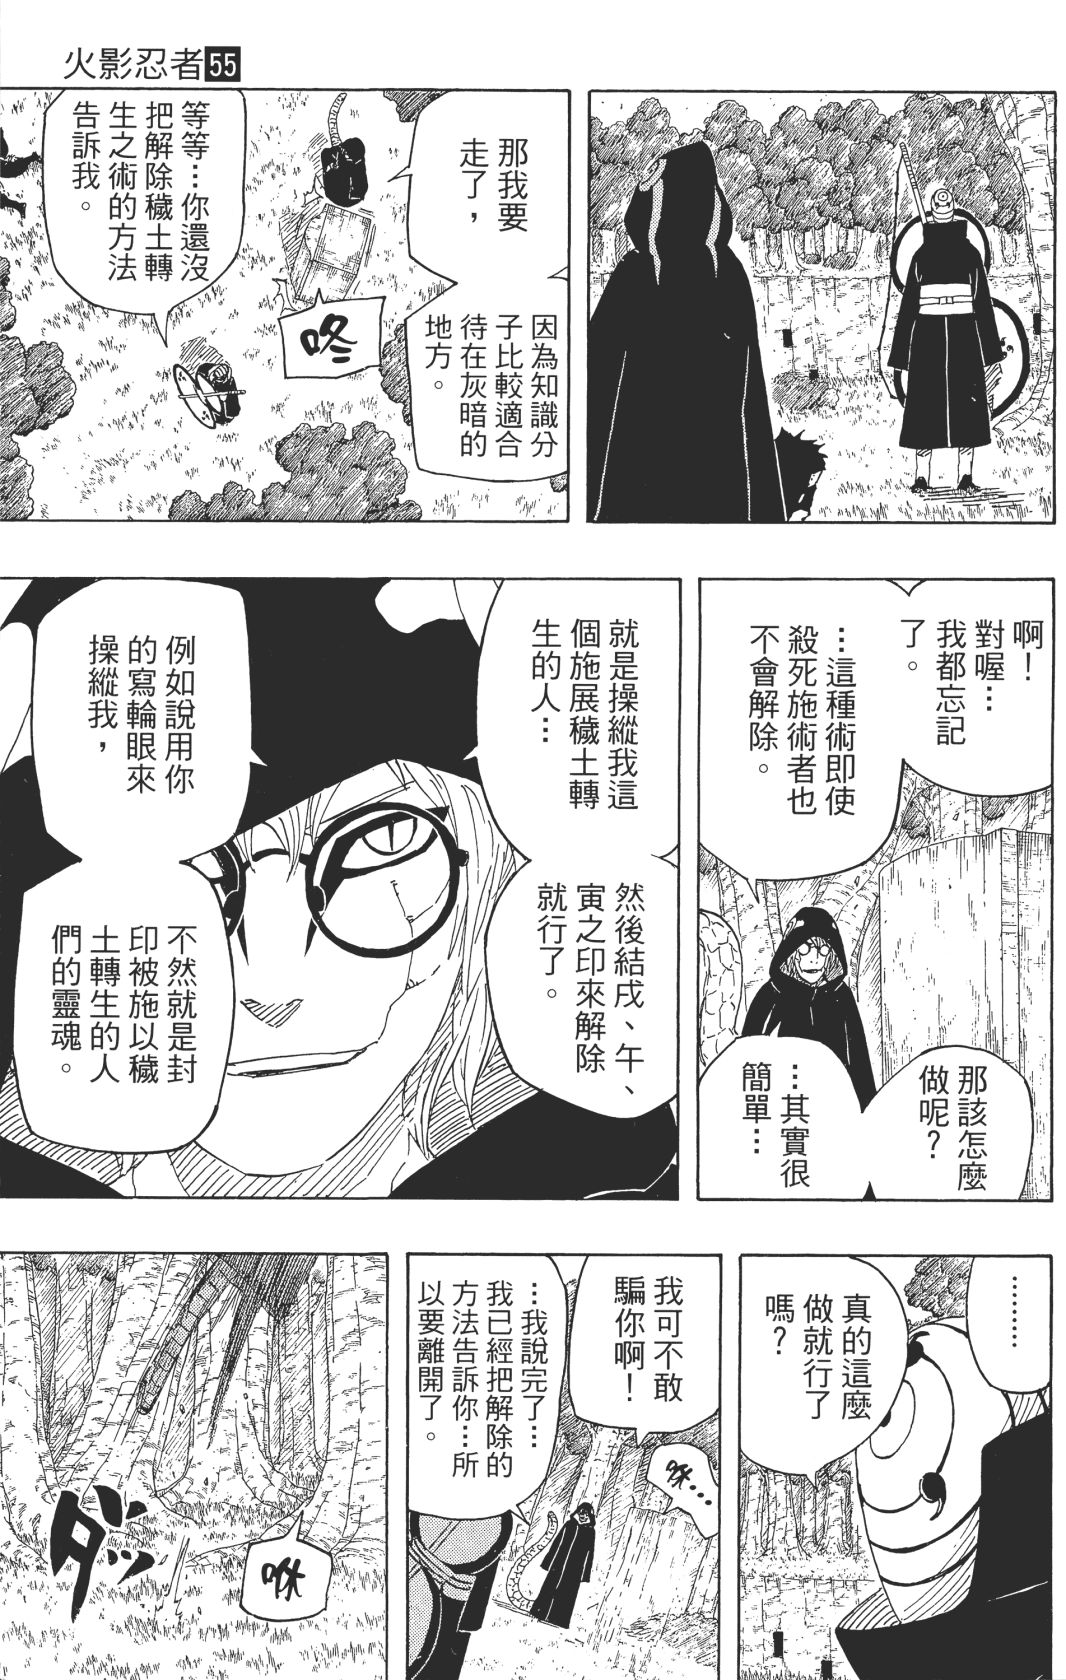 火影忍者55
那我要
走了，
因為知識分
子比較適合
待在灰暗的
地方。
咚
等等…你還沒
把解除穢土轉
生之術的方法
告訴我。
啊！
對喔…
我都忘記
了。
…這種術即使
殺死施術者也
不會解除。
那該怎麼
做呢？
…其實很
簡單…
就是操縱我這
個施展穢土轉
生的人…
然後結戌、午、
寅之印來解除
就行了。
例如說用你
的寫輪眼來
操縱我，
不然就是封
印被施以穢
土轉生的人
們的靈魂。
………
真的這麼
做就行了
嗎？
我可不敢
騙你啊！
…我說完了…
我已經把解除的
方法告訴你…所
以要離開了。
咻
ダッ